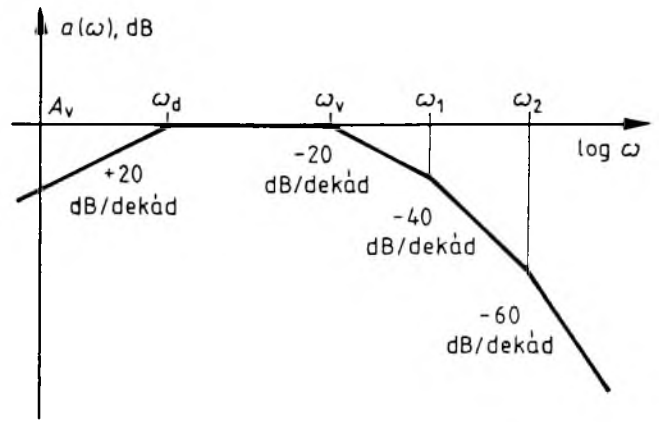 a(ω), dB
A_v
ω_d
ω_v
ω_1
ω_2
log ω
+20
dB/dekád
-20
dB/dekád
-40
dB/dekád
-60
dB/dekád